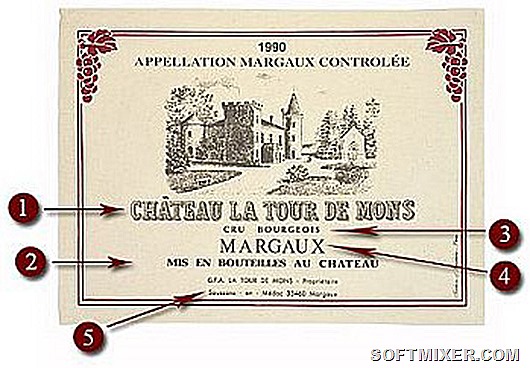 1990
APPELLATION MARGAUX CONTROLÉE
1
CHÂTEAU LA TOUR DE MONS
CRU BOURGEOIS
3
MARGAUX
4
2
MIS EN BOUTEILLES AU CHATEAU
G.F.A. LA TOUR DE MONS - Propriétaire
5
Soussans - en - Médoc 33460 Margaux
SOFTMIXER.COM